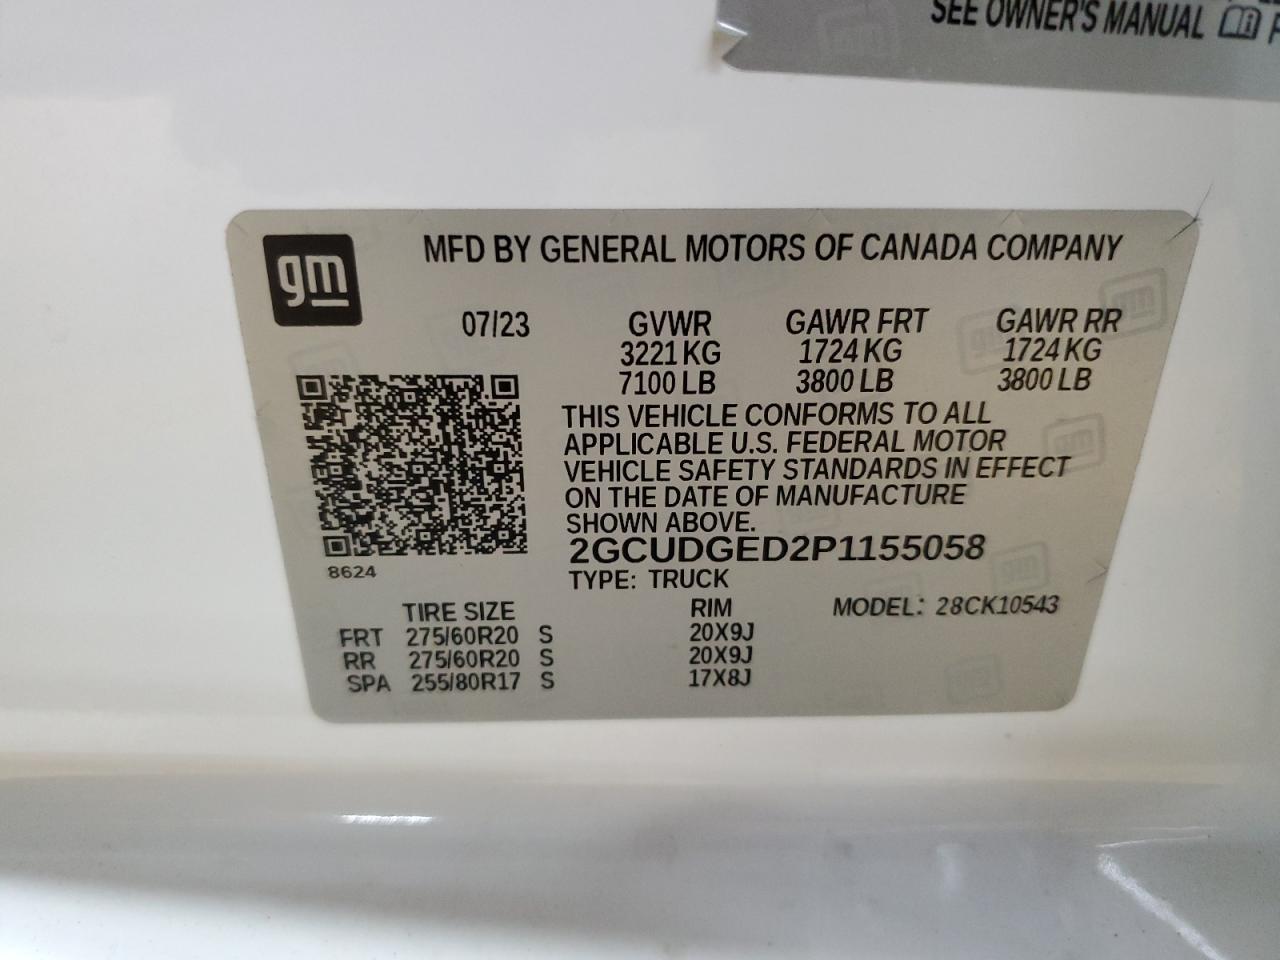 SEE OWNER'S MANUAL
gm
MFD BY GENERAL MOTORS OF CANADA COMPANY
07/23 GVWR GAWR FRT GAWR RR
3221 KG 1724 KG 1724 KG
7100 LB 3800 LB 3800 LB
THIS VEHICLE CONFORMS TO ALL
APPLICABLE U.S. FEDERAL MOTOR
VEHICLE SAFETY STANDARDS IN EFFECT
ON THE DATE OF MANUFACTURE
SHOWN ABOVE.
2GCUDGED2P1155058
8624
TYPE: TRUCK
TIRE SIZE RIM MODEL: 28CK10543
FRT 275/60R20 S 20X9J
RR 275/60R20 S 20X9J
SPA 255/80R17 S 17X8J